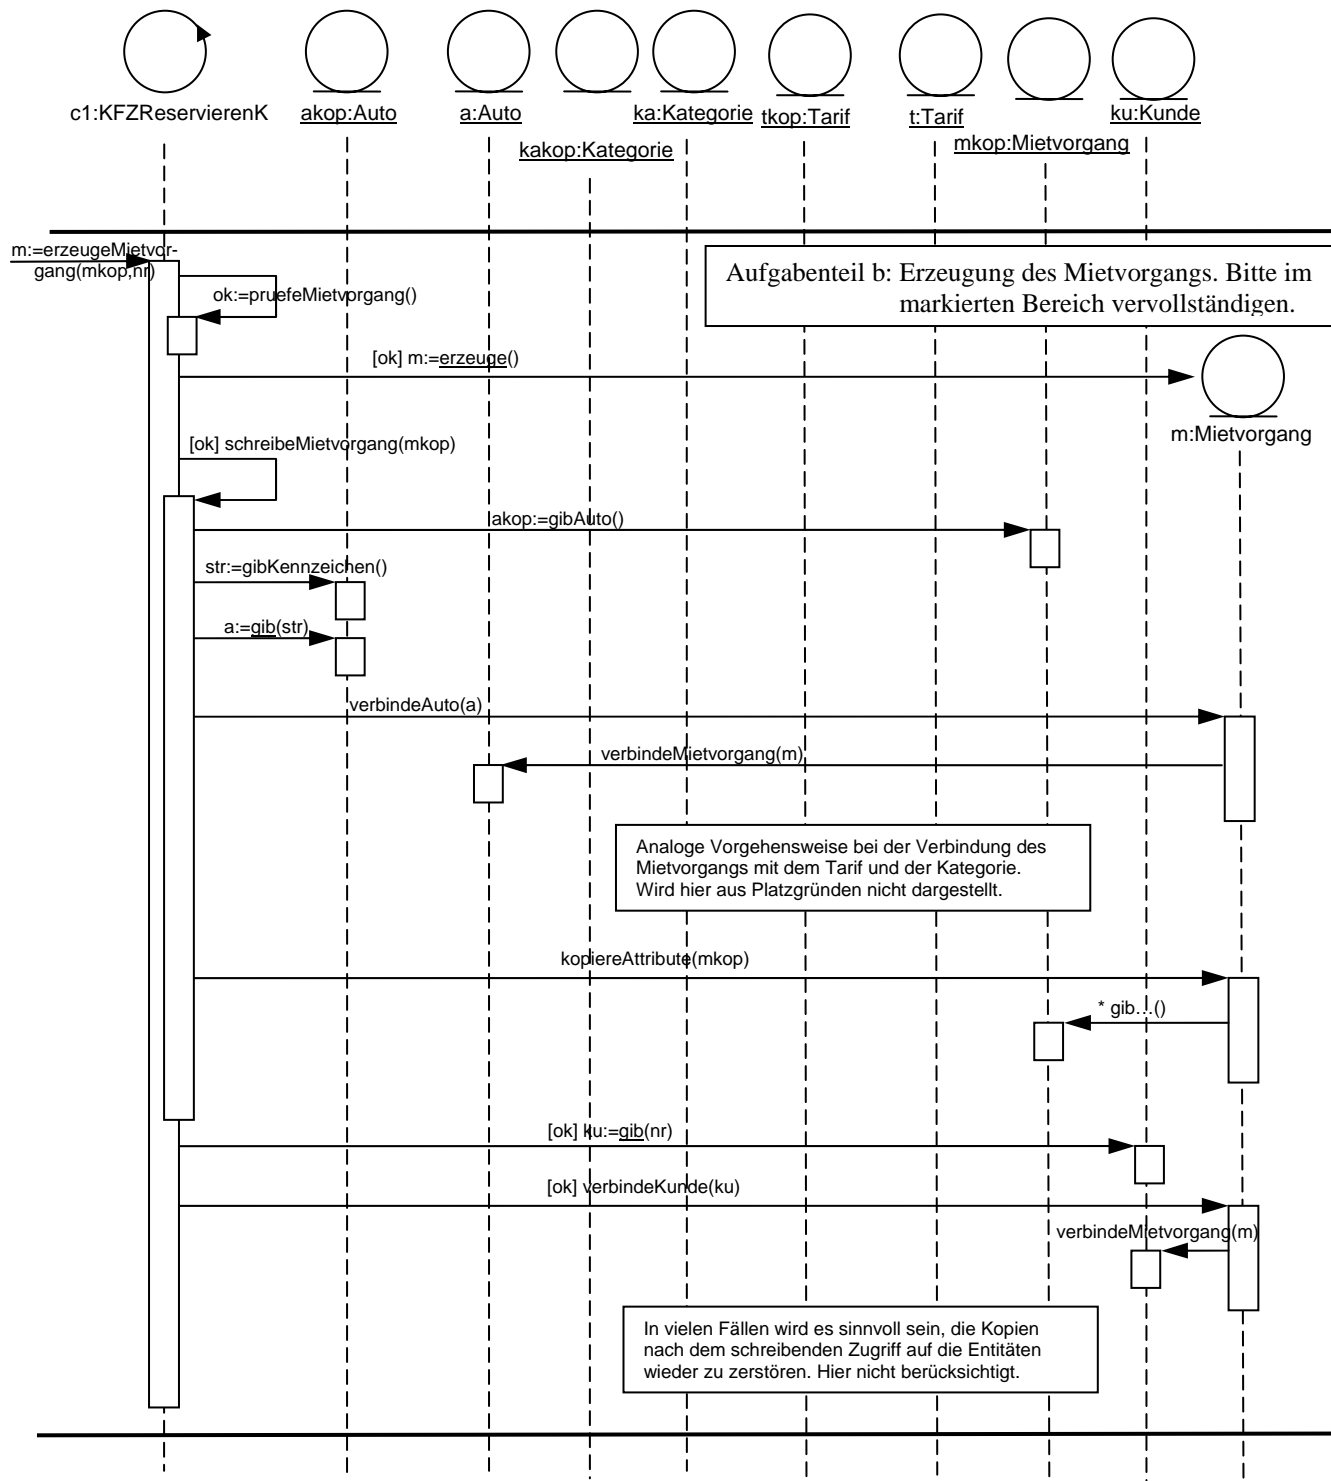 c1:KFZReservierenK
akop:Auto
a:Auto
ka:Kategorie
tkop:Tarif
t:Tarif
ku:Kunde
kakop:Kategorie
mkop:Mietvorgang
m:=erzeugeMietvor-
gang(mkop,nr)
Aufgabenteil b: Erzeugung des Mietvorgangs. Bitte im
markierten Bereich vervollständigen.
ok:=pruefeMietvorgang()
[ok] m:=erzeuge()
m:Mietvorgang
[ok] schreibeMietvorgang(mkop)
akop:=gibAuto()
str:=gibKennzeichen()
a:=gib(str)
verbindeAuto(a)
verbindeMietvorgang(m)
Analoge Vorgehensweise bei der Verbindung des
Mietvorgangs mit dem Tarif und der Kategorie.
Wird hier aus Platzgründen nicht dargestellt.
kopiereAttribute(mkop)
* gib…()
[ok] ku:=gib(nr)
[ok] verbindeKunde(ku)
verbindeMietvorgang(m)
In vielen Fällen wird es sinnvoll sein, die Kopien
nach dem schreibenden Zugriff auf die Entitäten
wieder zu zerstören. Hier nicht berücksichtigt.